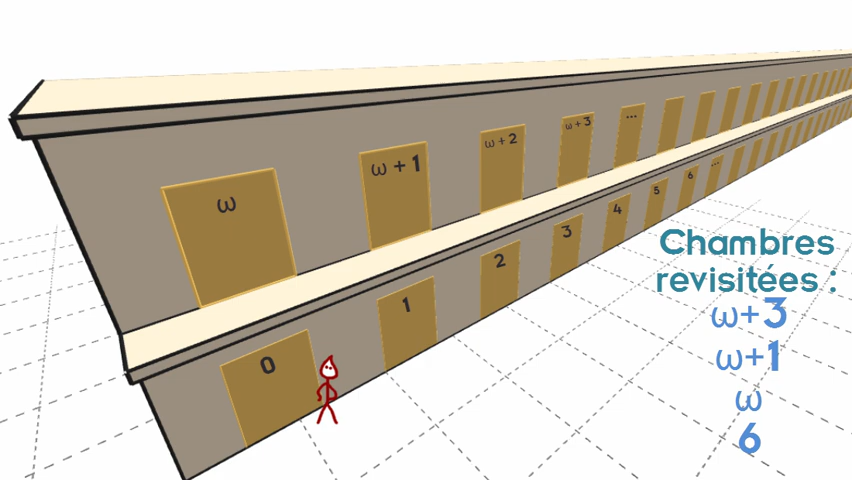 ω ω + 1 ω + 2 ω + 3 ...
0 1 2 3 4 5 6 ...
Chambres
revisitées :
ω+3
ω+1
ω
6